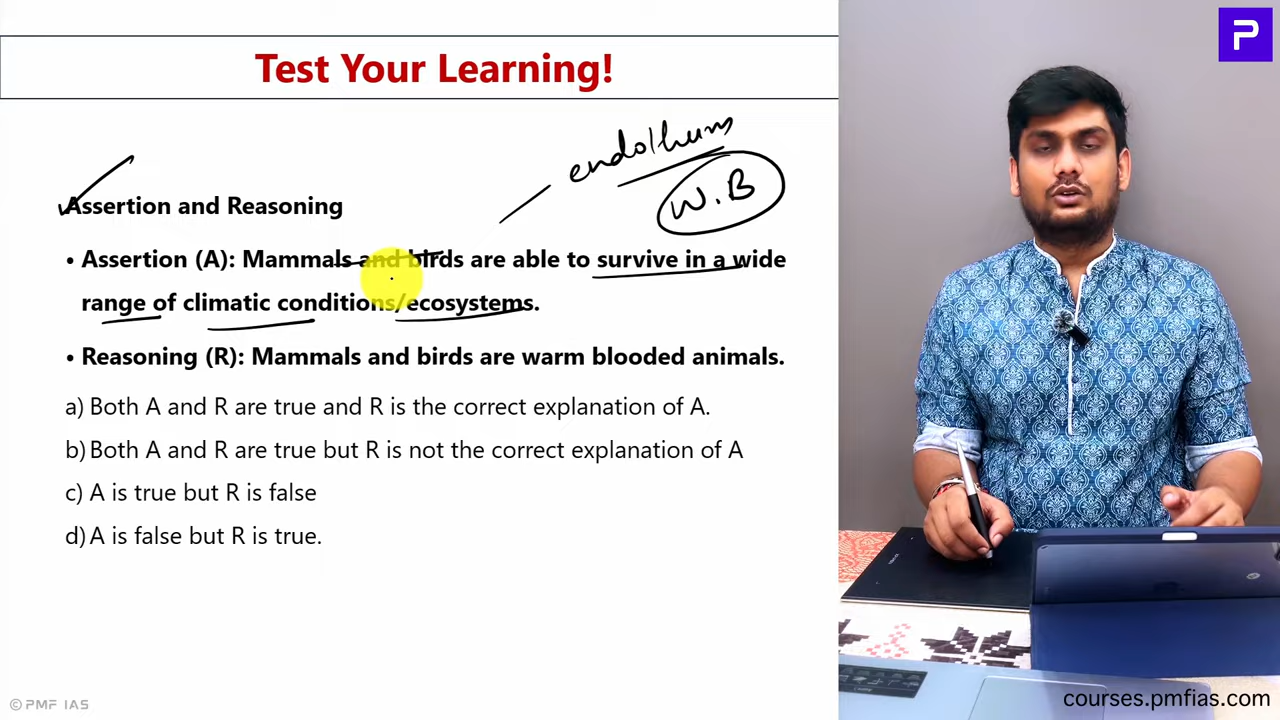 P
Test Your Learning!
endotherm
W.B
Assertion and Reasoning
• Assertion (A): Mammals and birds are able to survive in a wide
range of climatic conditions/ecosystems.
• Reasoning (R): Mammals and birds are warm blooded animals.
a) Both A and R are true and R is the correct explanation of A.
b) Both A and R are true but R is not the correct explanation of A
c) A is true but R is false
d) A is false but R is true.
© PMF IAS
courses.pmfias.com